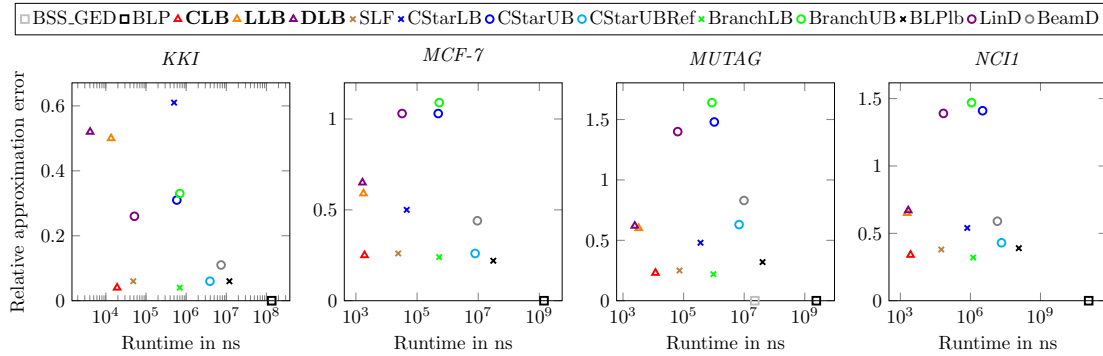 BSS_GED BLP CLB LLB DLB SLF CStarLB CStarUB CStarUBRef BranchLB BranchUB BLPlb LinD BeamD
KKI MCF-7 MUTAG NCI1
Relative approximation error
0.6
0.4
0.2
0
10^4 10^5 10^6 10^7 10^8
Runtime in ns
1
0.5
0
10^3 10^5 10^7 10^9
Runtime in ns
1.5
1
0.5
0
10^3 10^5 10^7 10^9
Runtime in ns
1.5
1
0.5
0
10^3 10^6 10^9
Runtime in ns